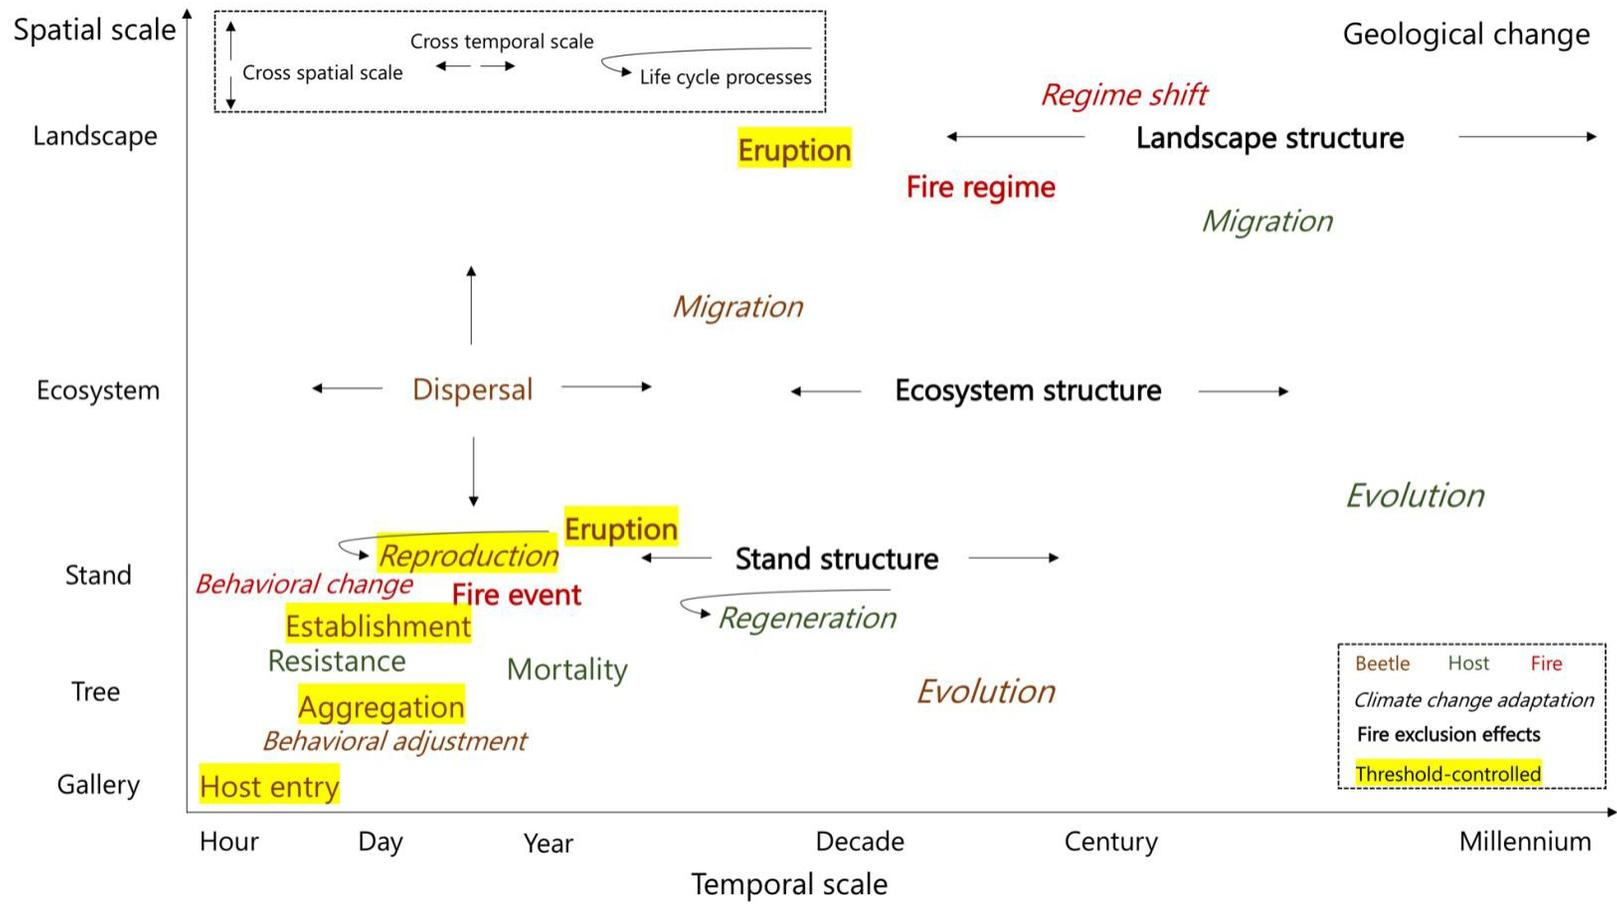 Spatial scale
Cross temporal scale
Cross spatial scale
Life cycle processes
Geological change
Regime shift
Landscape
Eruption
Landscape structure
Fire regime
Migration
Migration
Ecosystem
Dispersal
Ecosystem structure
Evolution
Eruption
Reproduction
Stand structure
Stand
Behavioral change
Fire event
Regeneration
Establishment
Resistance
Mortality
Tree
Aggregation
Evolution
Behavioral adjustment
Gallery
Host entry
Beetle Host Fire
Climate change adaptation
Fire exclusion effects
Threshold-controlled
Hour Day Year Decade Century Millennium
Temporal scale